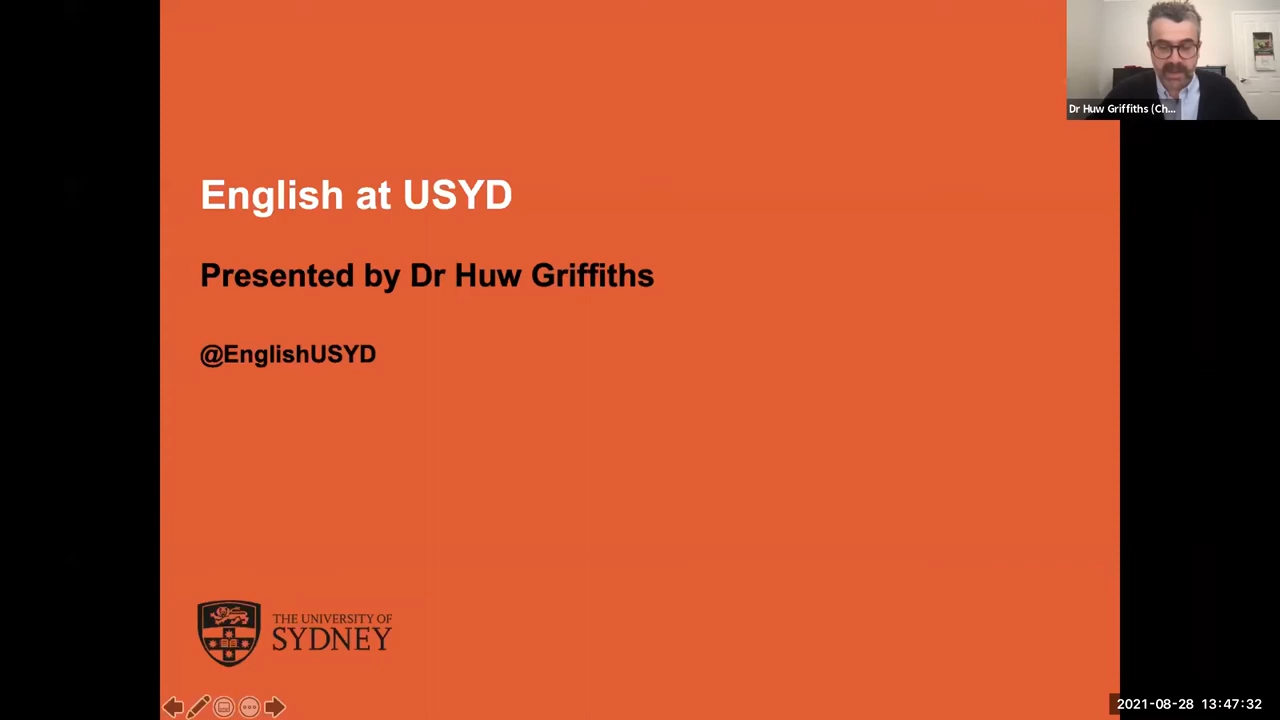 Dr Huw Griffiths (Ch...
English at USYD
Presented by Dr Huw Griffiths
@EnglishUSYD
THE UNIVERSITY OF
SYDNEY
2021-08-28 13:47:32